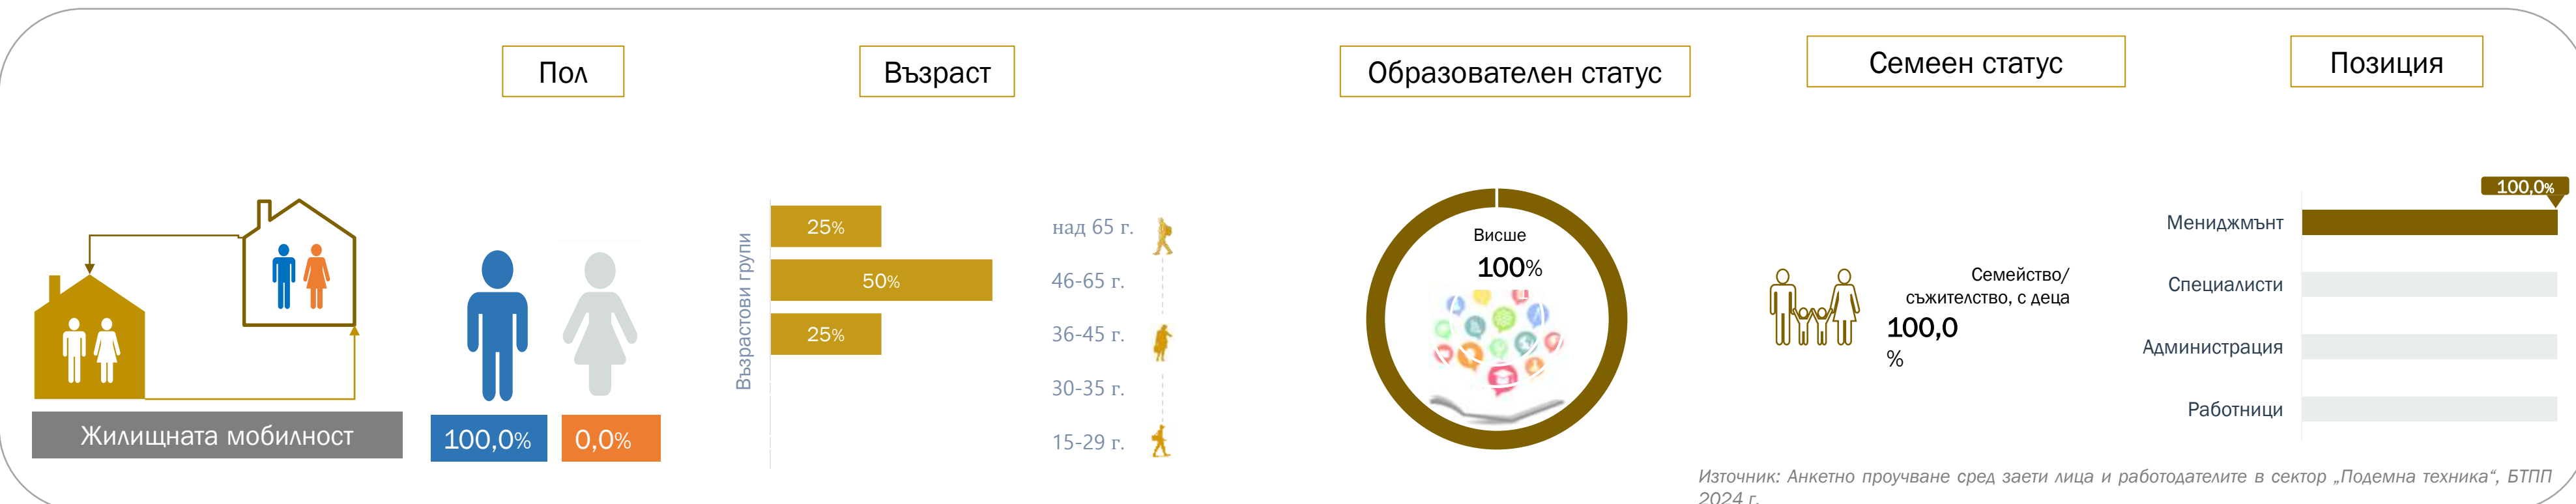 Пол
Възраст
Образователен статус
Семеен статус
Позиция
Жилищната мобилност
100,0%
0,0%
Възрастови групи
25%
над 65 г.
50%
46-65 г.
25%
36-45 г.
30-35 г.
15-29 г.
Висше
100%
Семейство/
съжителство, с деца
100,0
%
100,0%
Мениджмънт
Специалисти
Администрация
Работници
Източник: Анкетно проучване сред заети лица и работодателите в сектор „Подемна техника“, БТПП
2024 г.